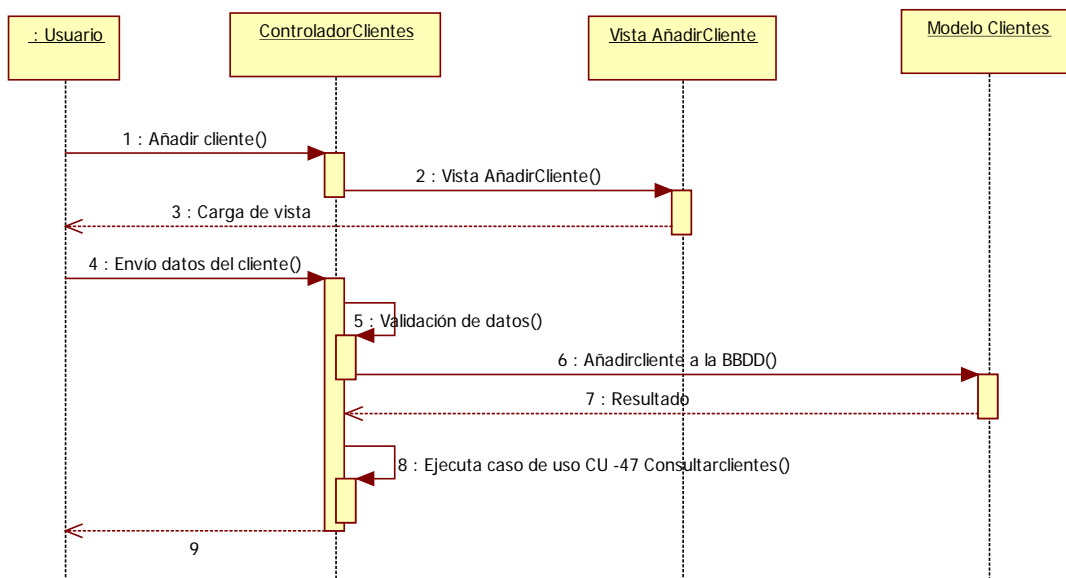 : Usuario
ControladorClientes
Vista AñadirCliente
Modelo Clientes
1 : Añadir cliente()
2 : Vista AñadirCliente()
3 : Carga de vista
4 : Envío datos del cliente()
5 : Validación de datos()
6 : Añadircliente a la BBDD()
7 : Resultado
8 : Ejecuta caso de uso CU -47 Consultarclientes()
9